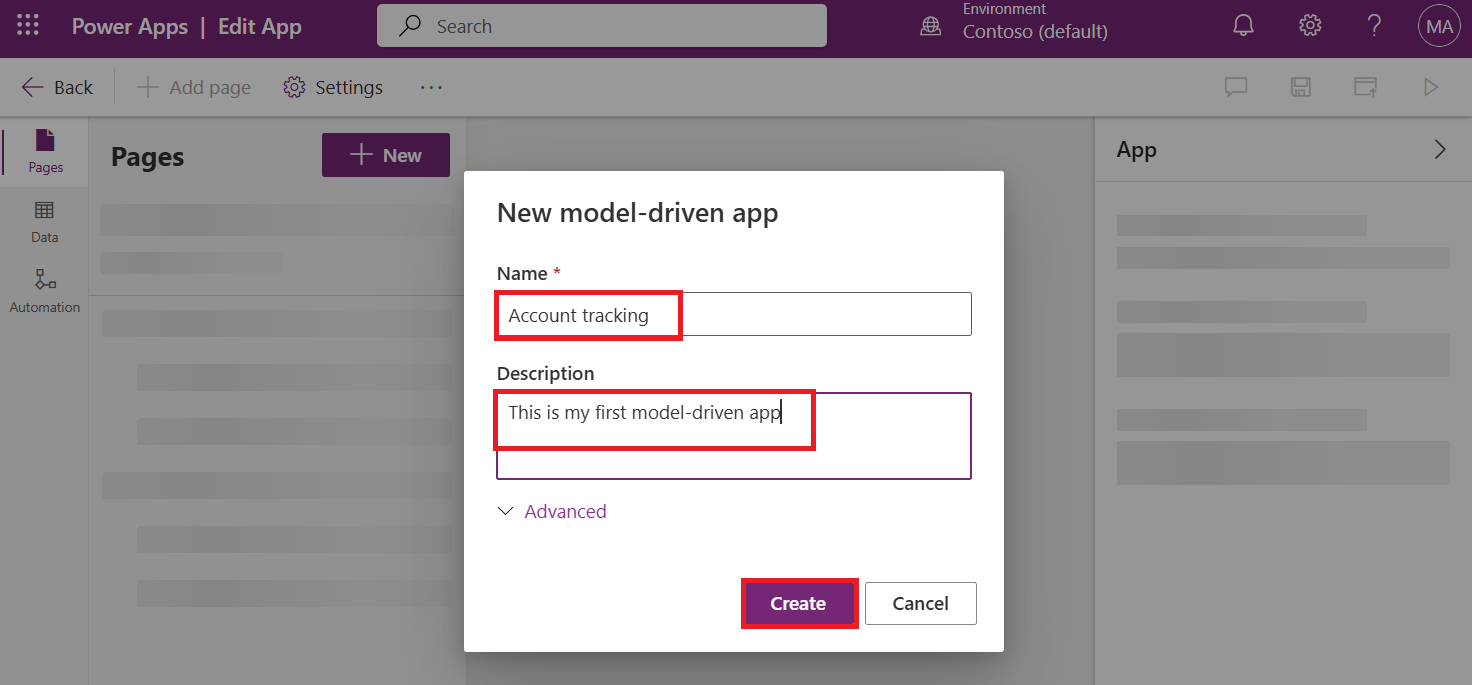 Power Apps | Edit App
Search
Environment
Contoso (default)
MA
Back
Add page
Settings
Pages
Data
Automation
Pages
New
App
New model-driven app
Name *
Account tracking
Description
This is my first model-driven app
Advanced
Create
Cancel